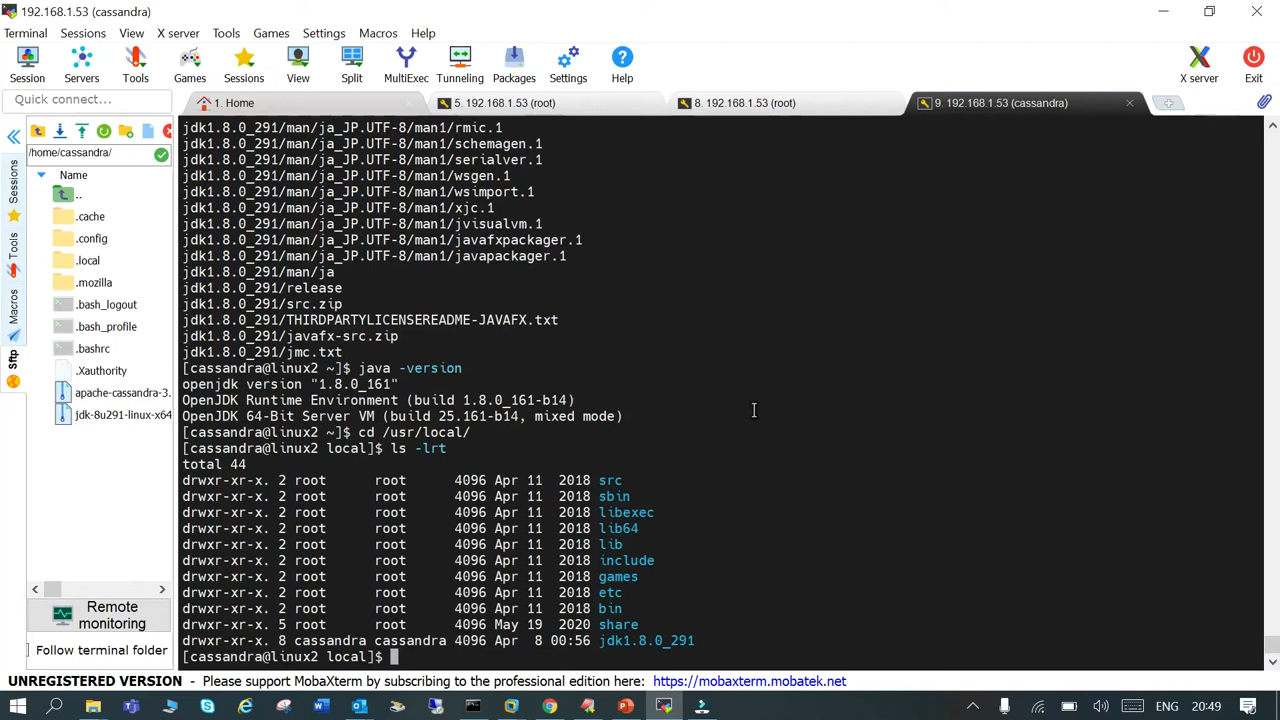 192.168.1.53 (cassandra)
Terminal Sessions View X server Tools Games Settings Macros Help
Session Servers Tools Games Sessions View Split MultiExec Tunneling Packages Settings Help X server Exit
Quick connect...
1. Home
5. 192.168.1.53 (root)
8. 192.168.1.53 (root)
9. 192.168.1.53 (cassandra)
Sessions
Tools
Macros
Sftp
/home/cassandra/
Name
..
.cache
.config
.local
.mozilla
.bash_logout
.bash_profile
.bashrc
.Xauthority
apache-cassandra-3.
jdk-8u291-linux-x64
Remote
monitoring
Follow terminal folder
jdk1.8.0_291/man/ja_JP.UTF-8/man1/rmic.1
jdk1.8.0_291/man/ja_JP.UTF-8/man1/schemagen.1
jdk1.8.0_291/man/ja_JP.UTF-8/man1/serialver.1
jdk1.8.0_291/man/ja_JP.UTF-8/man1/wsgen.1
jdk1.8.0_291/man/ja_JP.UTF-8/man1/wsimport.1
jdk1.8.0_291/man/ja_JP.UTF-8/man1/xjc.1
jdk1.8.0_291/man/ja_JP.UTF-8/man1/jvisualvm.1
jdk1.8.0_291/man/ja_JP.UTF-8/man1/javafxpackager.1
jdk1.8.0_291/man/ja_JP.UTF-8/man1/javapackager.1
jdk1.8.0_291/man/ja
jdk1.8.0_291/release
jdk1.8.0_291/src.zip
jdk1.8.0_291/THIRDPARTYLICENSEREADME-JAVAFX.txt
jdk1.8.0_291/javafx-src.zip
jdk1.8.0_291/jmc.txt
[cassandra@linux2 ~]$ java -version
openjdk version "1.8.0_161"
OpenJDK Runtime Environment (build 1.8.0_161-b14)
OpenJDK 64-Bit Server VM (build 25.161-b14, mixed mode)
[cassandra@linux2 ~]$ cd /usr/local/
[cassandra@linux2 local]$ ls -lrt
total 44
drwxr-xr-x. 2 root      root      4096 Apr 11  2018 src
drwxr-xr-x. 2 root      root      4096 Apr 11  2018 sbin
drwxr-xr-x. 2 root      root      4096 Apr 11  2018 libexec
drwxr-xr-x. 2 root      root      4096 Apr 11  2018 lib64
drwxr-xr-x. 2 root      root      4096 Apr 11  2018 lib
drwxr-xr-x. 2 root      root      4096 Apr 11  2018 include
drwxr-xr-x. 2 root      root      4096 Apr 11  2018 games
drwxr-xr-x. 2 root      root      4096 Apr 11  2018 etc
drwxr-xr-x. 2 root      root      4096 Apr 11  2018 bin
drwxr-xr-x. 5 root      root      4096 May 19  2020 share
drwxr-xr-x. 8 cassandra cassandra 4096 Apr  8 00:56 jdk1.8.0_291
[cassandra@linux2 local]$
UNREGISTERED VERSION - Please support MobaXterm by subscribing to the professional edition here: https://mobaxterm.mobatek.net
ENG 20:49